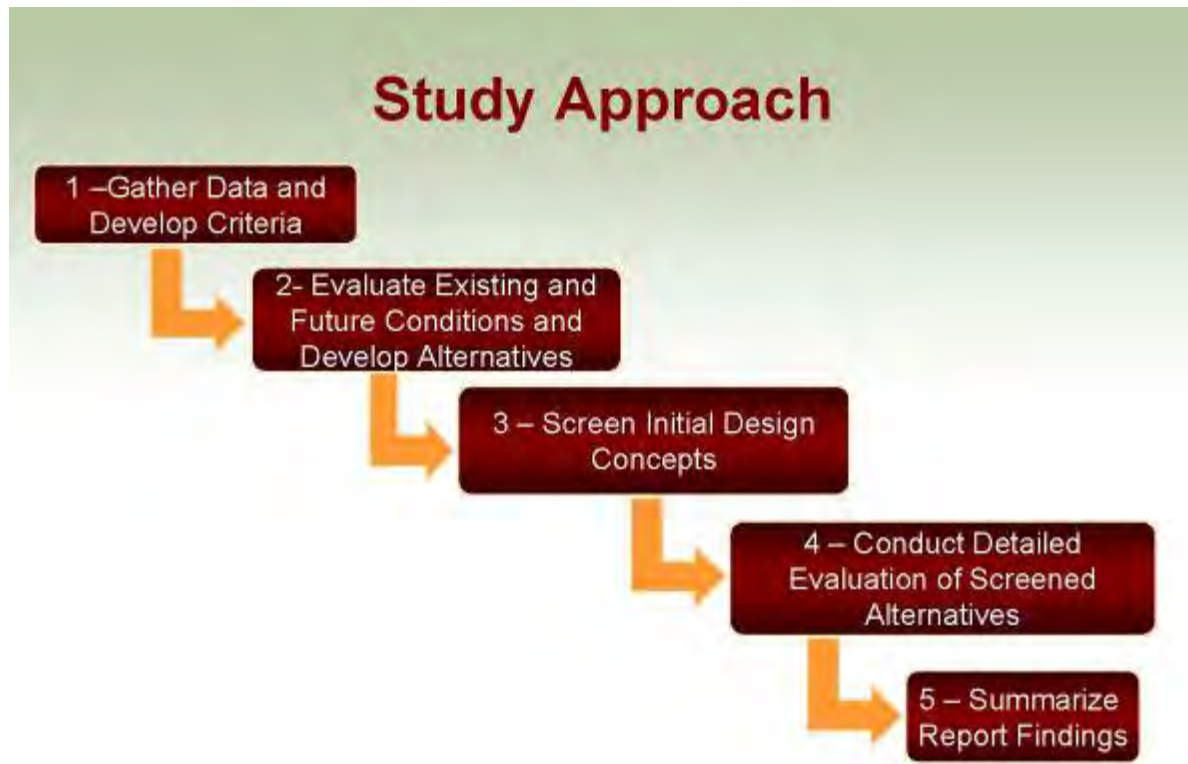 Study Approach
1 –Gather Data and
Develop Criteria
2- Evaluate Existing and
Future Conditions and
Develop Alternatives
3 – Screen Initial Design
Concepts
4 – Conduct Detailed
Evaluation of Screened
Alternatives
5 – Summarize
Report Findings